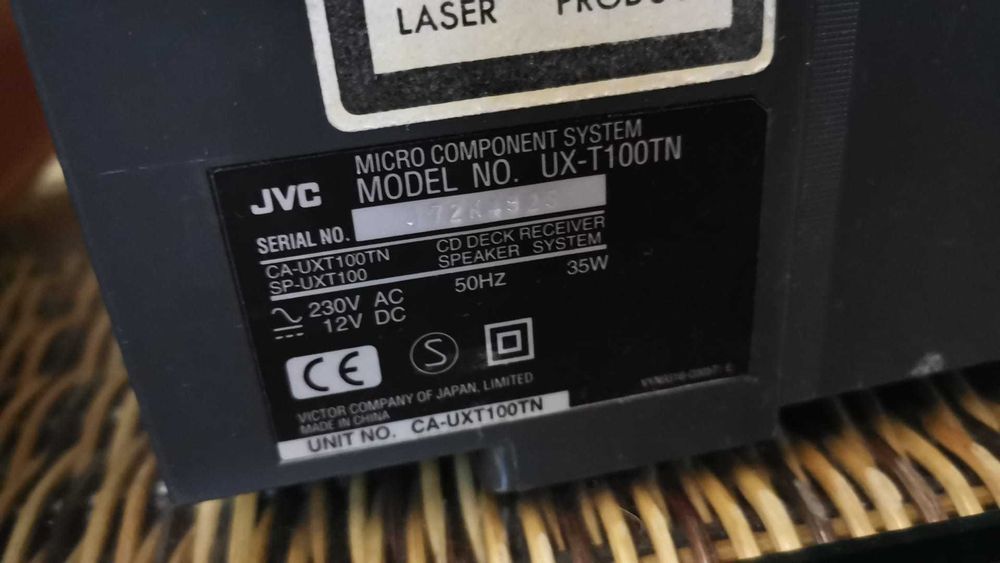 LASER
MICRO COMPONENT SYSTEM
JVC MODEL NO. UX-T100TN
SERIAL NO.
CA-UXT100TN CD DECK RECEIVER
SP-UXT100 SPEAKER SYSTEM
230V AC 50HZ 35W
12V DC
CE S
VICTOR COMPANY OF JAPAN, LIMITED
MADE IN CHINA
UNIT NO. CA-UXT100TN